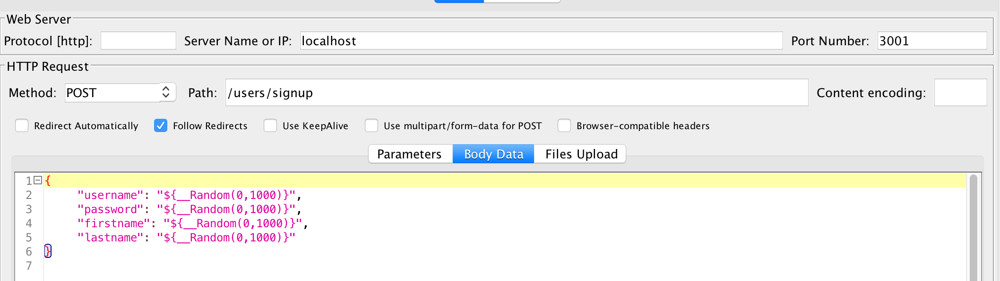 Web Server
Protocol [http]: Server Name or IP: localhost Port Number: 3001
HTTP Request
Method: POST Path: /users/signup Content encoding:
Redirect Automatically Follow Redirects Use KeepAlive Use multipart/form-data for POST Browser-compatible headers
Parameters Body Data Files Upload
1 {
2 "username": "${__Random(0,1000)}",
3 "password": "${__Random(0,1000)}",
4 "firstname": "${__Random(0,1000)}",
5 "lastname": "${__Random(0,1000)}"
6 }
7